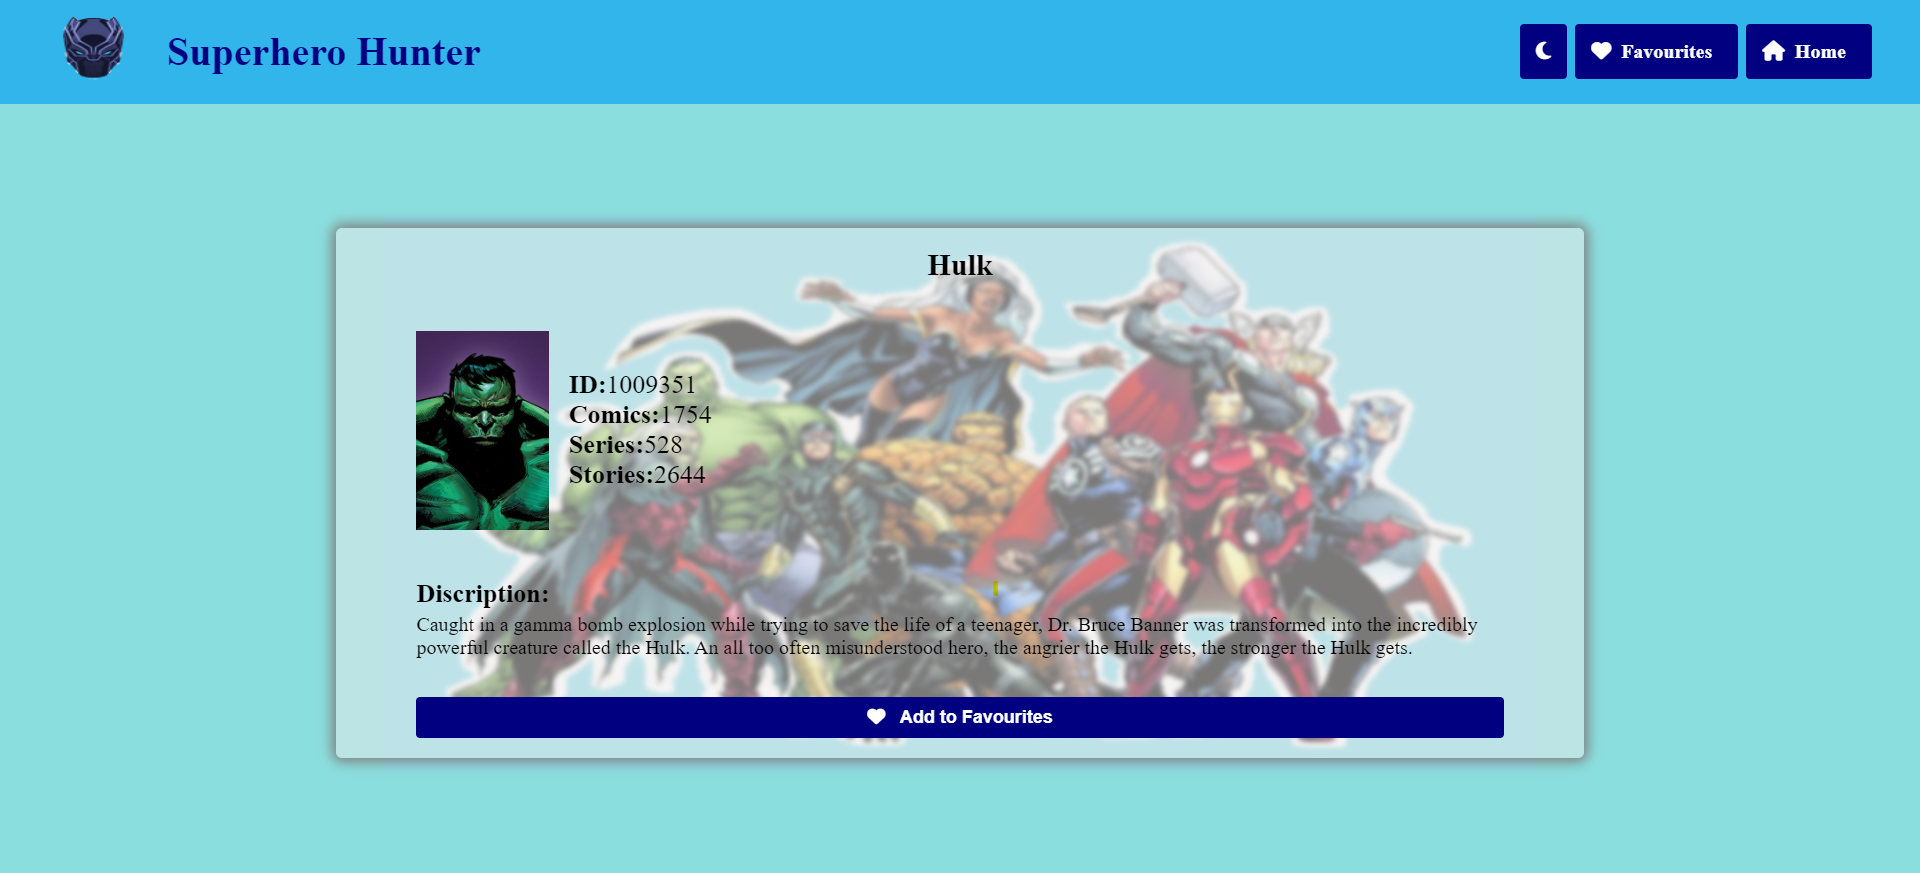 Superhero Hunter
Favourites
Home
Hulk
ID:1009351
Comics:1754
Series:528
Stories:2644
Discription:
Caught in a gamma bomb explosion while trying to save the life of a teenager, Dr. Bruce Banner was transformed into the incredibly
powerful creature called the Hulk. An all too often misunderstood hero, the angrier the Hulk gets, the stronger the Hulk gets.
Add to Favourites